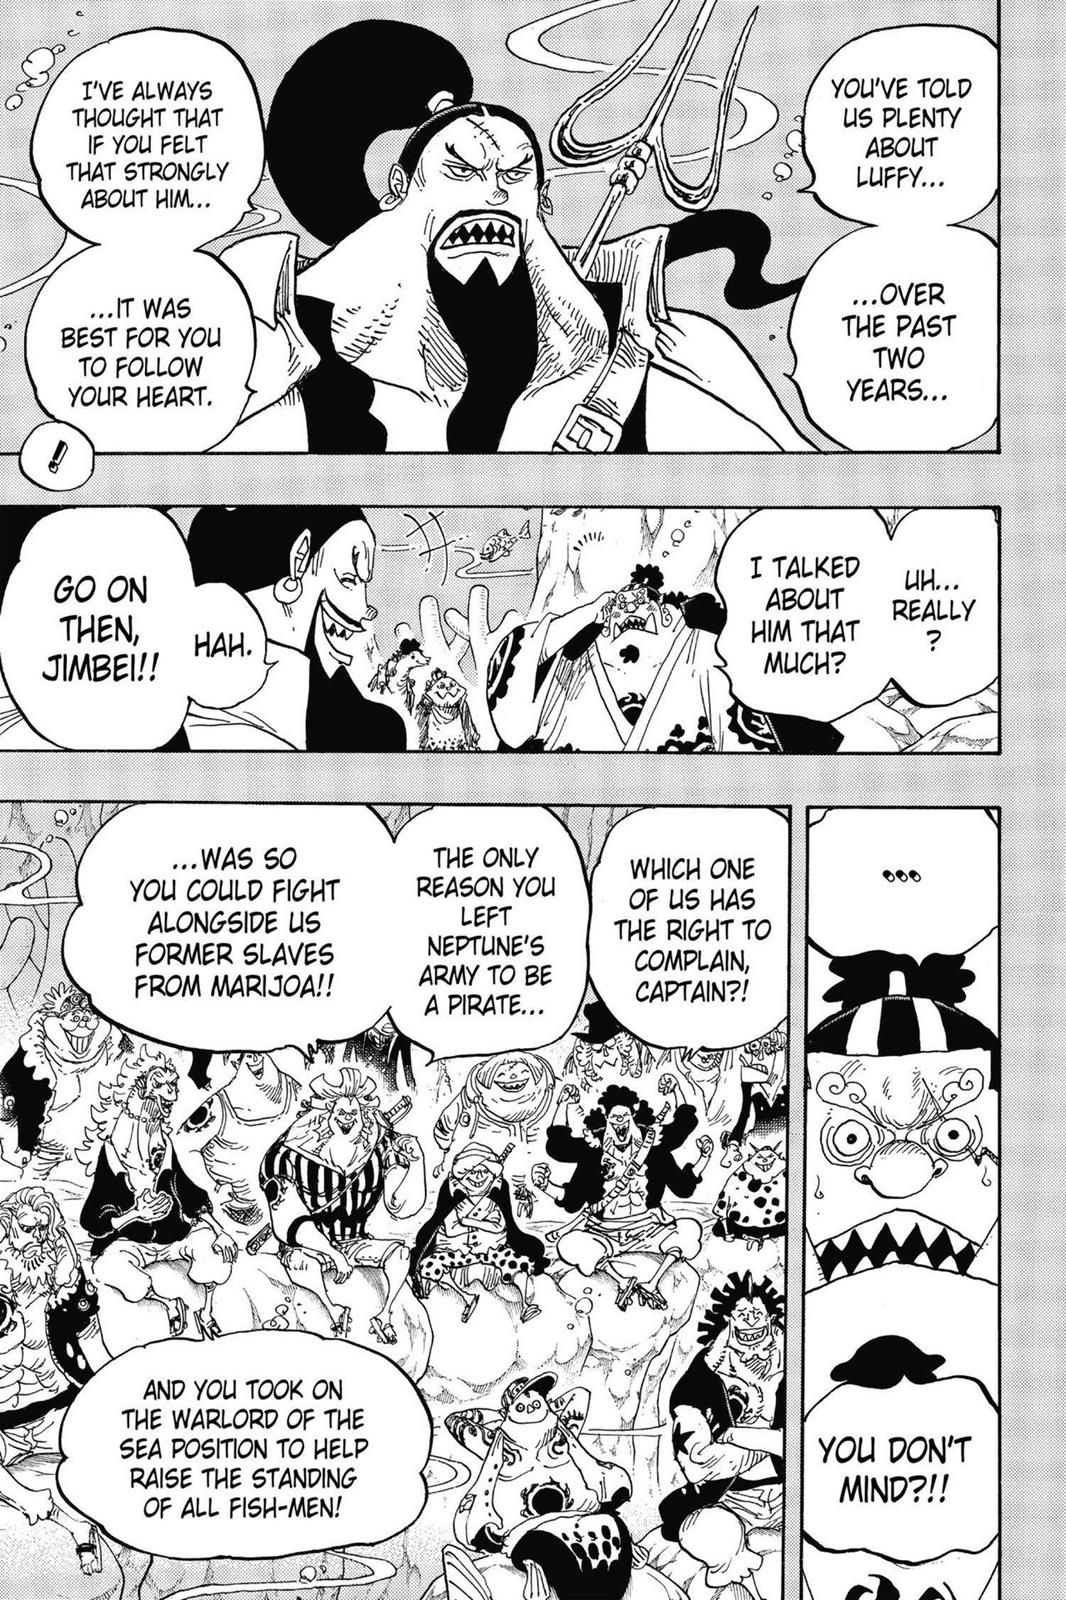 YOU'VE TOLD
US PLENTY
ABOUT
LUFFY...
...OVER
THE PAST
TWO
YEARS...
I'VE ALWAYS
THOUGHT THAT
IF YOU FELT
THAT STRONGLY
ABOUT HIM...
...IT WAS
BEST FOR YOU
TO FOLLOW
YOUR HEART.
!
UH...
REALLY
?
I TALKED
ABOUT
HIM THAT
MUCH?
HAH.
GO ON
THEN,
JIMBEI!!
...
YOU DON'T
MIND?!!
WHICH ONE
OF US HAS
THE RIGHT TO
COMPLAIN,
CAPTAIN?!
THE ONLY
REASON YOU
LEFT
NEPTUNE'S
ARMY TO BE
A PIRATE...
...WAS SO
YOU COULD FIGHT
ALONGSIDE US
FORMER SLAVES
FROM MARIJOA!!
AND YOU TOOK ON
THE WARLORD OF THE
SEA POSITION TO HELP
RAISE THE STANDING
OF ALL FISH-MEN!